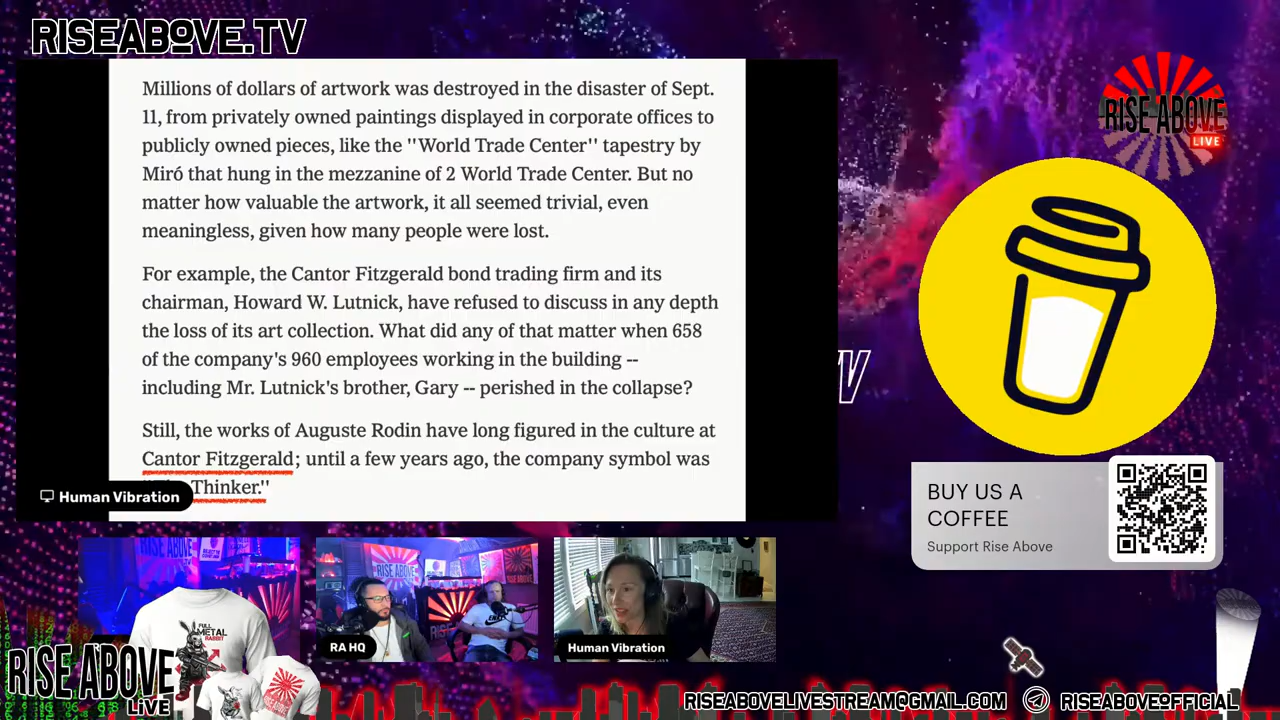 RISEABOVE.TV
Millions of dollars of artwork was destroyed in the disaster of Sept.
11, from privately owned paintings displayed in corporate offices to
publicly owned pieces, like the "World Trade Center" tapestry by
Miró that hung in the mezzanine of 2 World Trade Center. But no
matter how valuable the artwork, it all seemed trivial, even
meaningless, given how many people were lost.
For example, the Cantor Fitzgerald bond trading firm and its
chairman, Howard W. Lutnick, have refused to discuss in any depth
the loss of its art collection. What did any of that matter when 658
of the company's 960 employees working in the building --
including Mr. Lutnick's brother, Gary -- perished in the collapse?
Still, the works of Auguste Rodin have long figured in the culture at
Cantor Fitzgerald; until a few years ago, the company symbol was
Thinker."
Human Vibration
RISE ABOVE
LIVE
BUY US A
COFFEE
Support Rise Above
RISE ABOVE
RA HQ
Human Vibration
FULL
METAL
RABBIT
RISE ABOVE
LIVE
RISEABOVELIVESTREAM@GMAIL.COM
RISEABOVE9FFICIAL